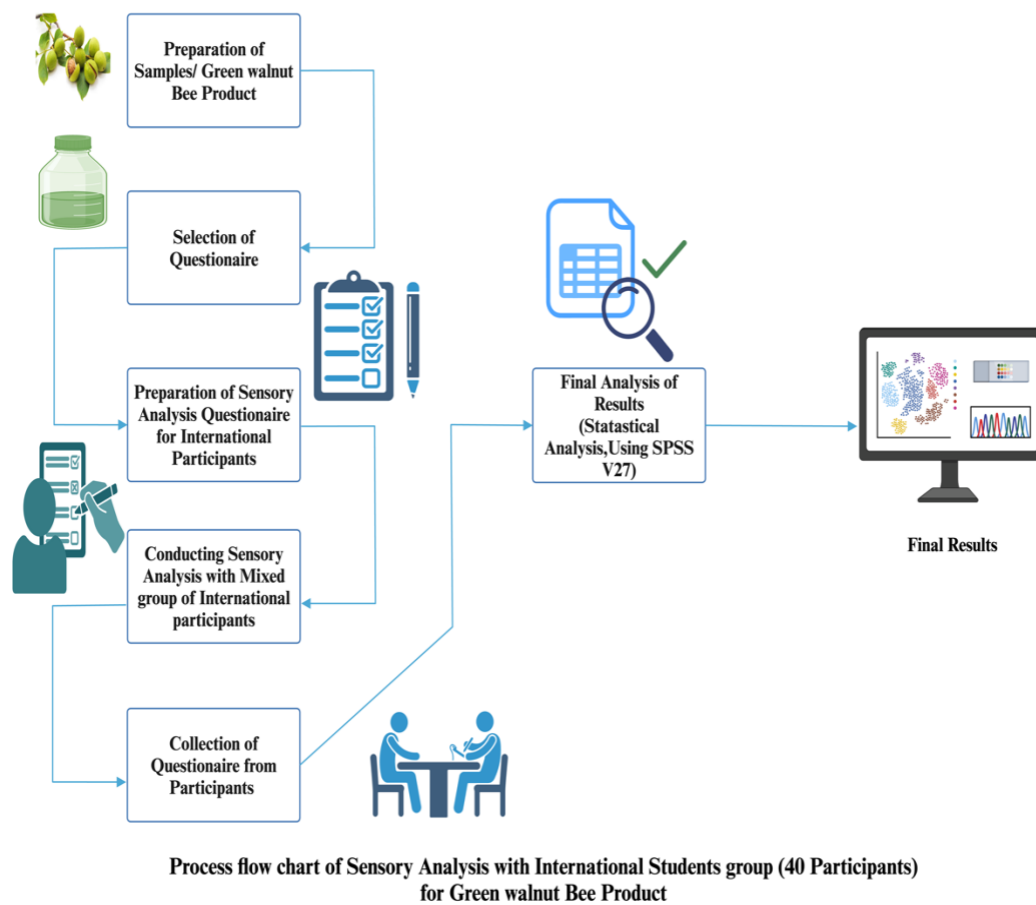 Preparation of
Samples/ Green walnut
Bee Product
Selection of
Questionaire
Preparation of Sensory
Analysis Questionaire
for International
Participants
Conducting Sensory
Analysis with Mixed
group of International
participants
Collection of
Questionaire from
Participants
Final Analysis of
Results
(Statastical
Analysis,Using SPSS
V27)
Final Results
Process flow chart of Sensory Analysis with International Students group (40 Participants)
for Green walnut Bee Product